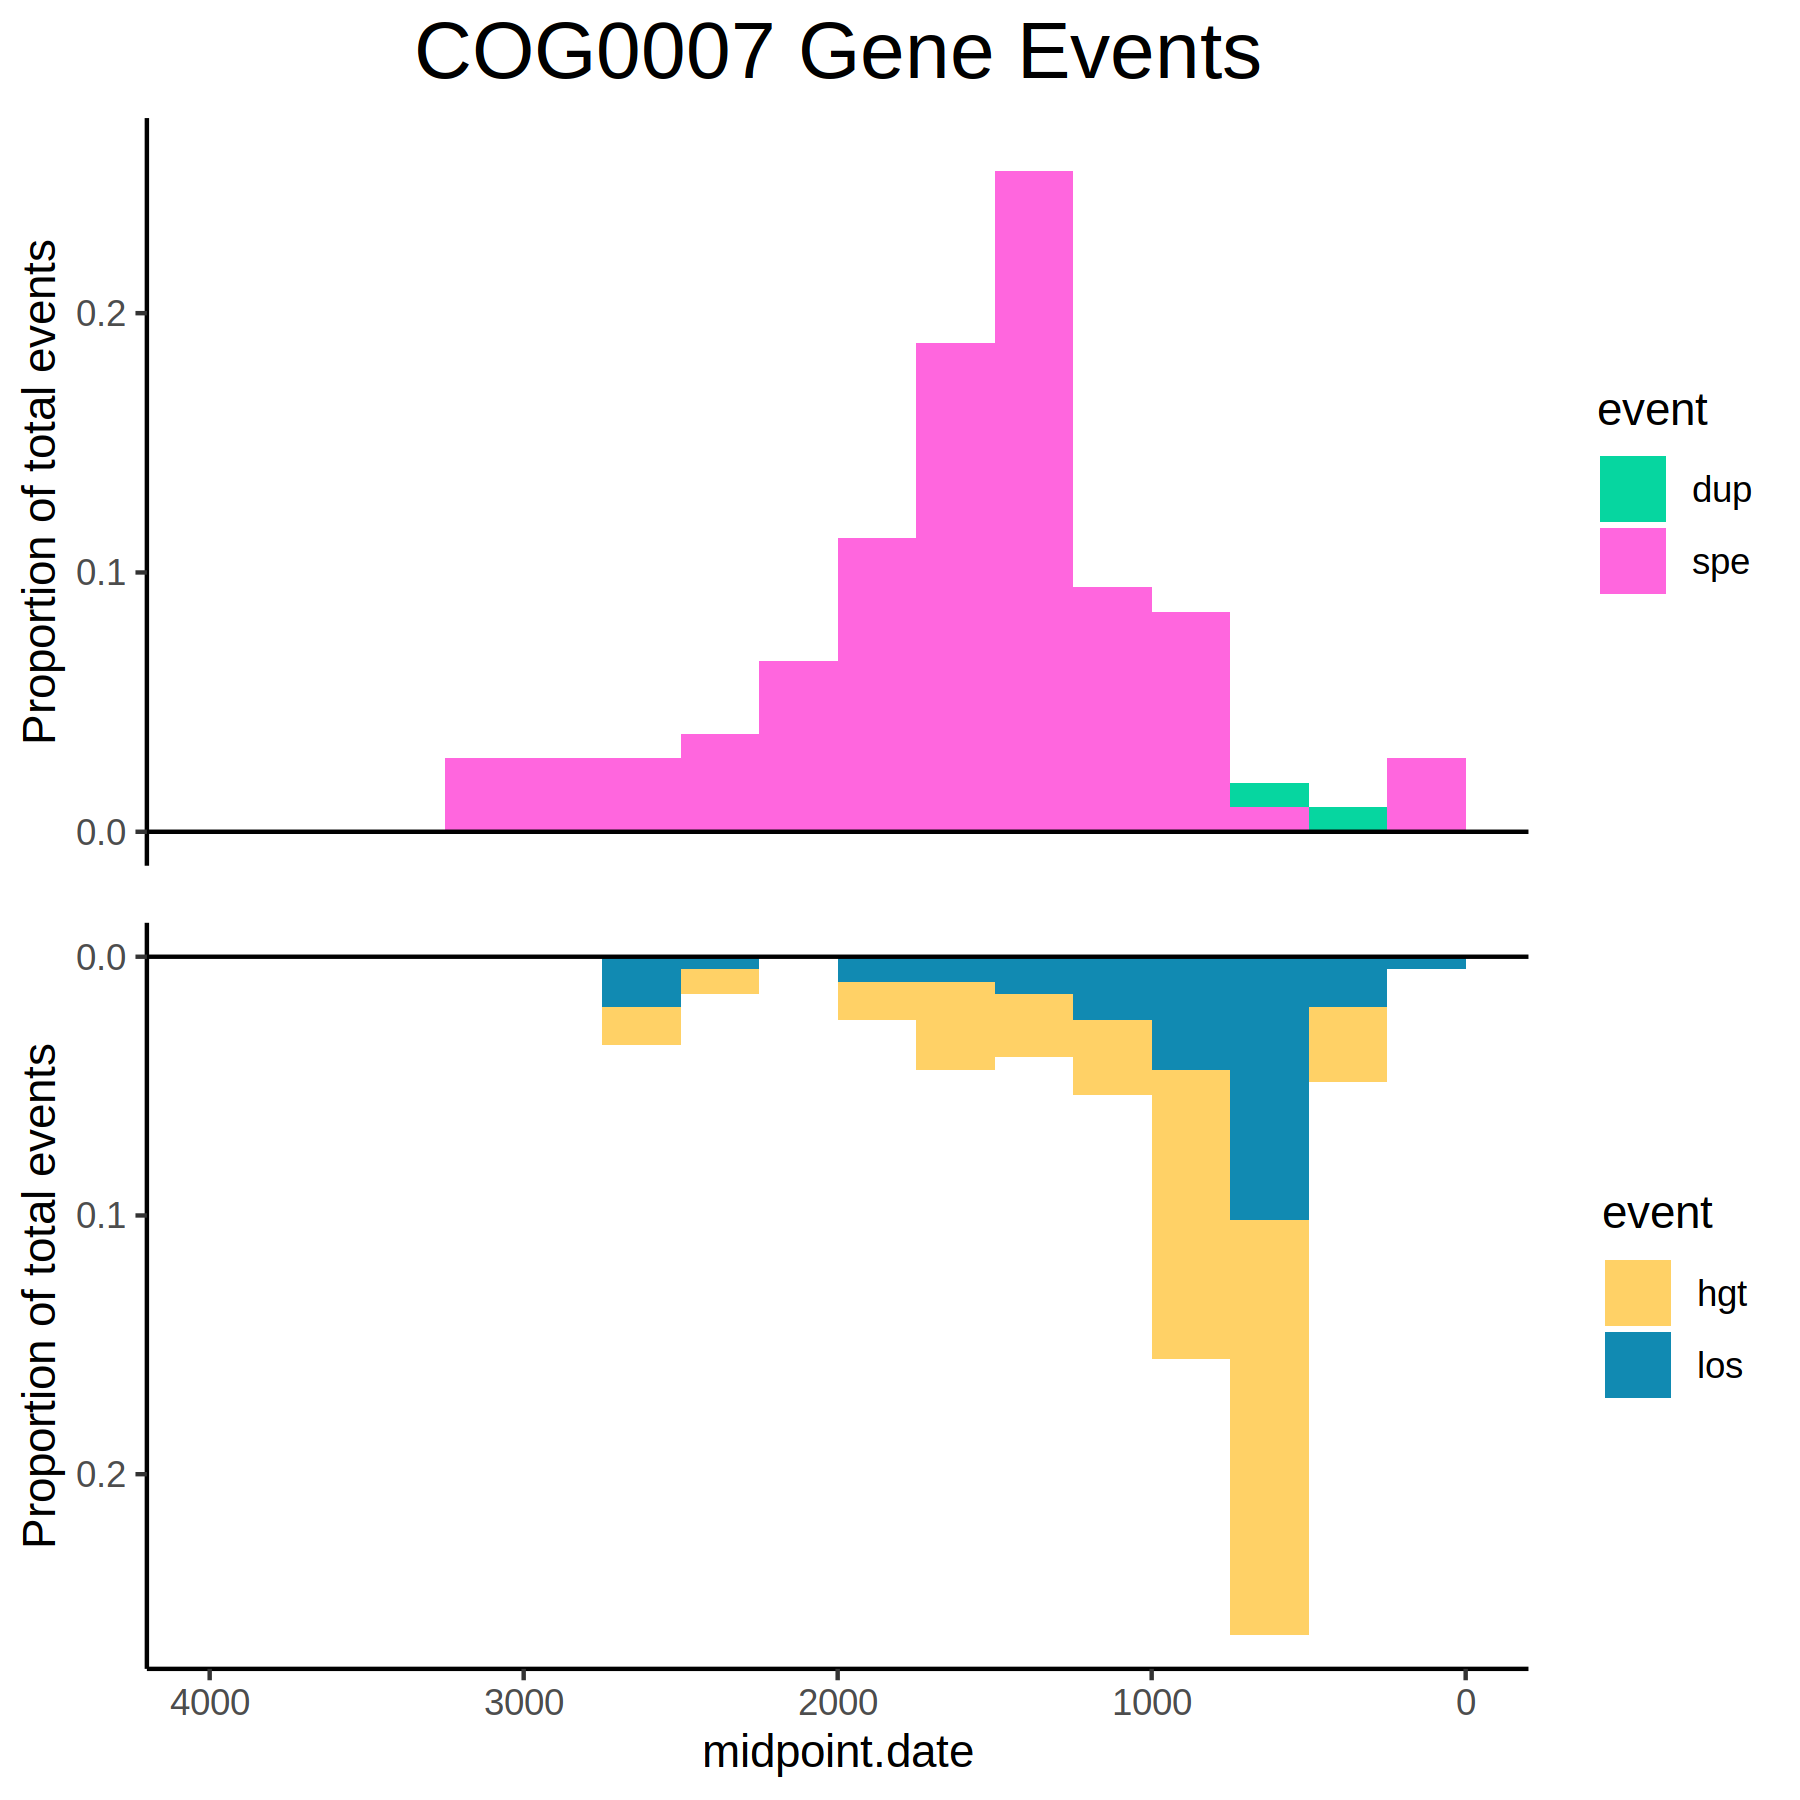 COG0007 Gene Events
Proportion of total events
0.2
0.1
0.0
event
dup
spe
Proportion of total events
0.0
0.1
0.2
event
hgt
los
4000 3000 2000 1000 0
midpoint.date